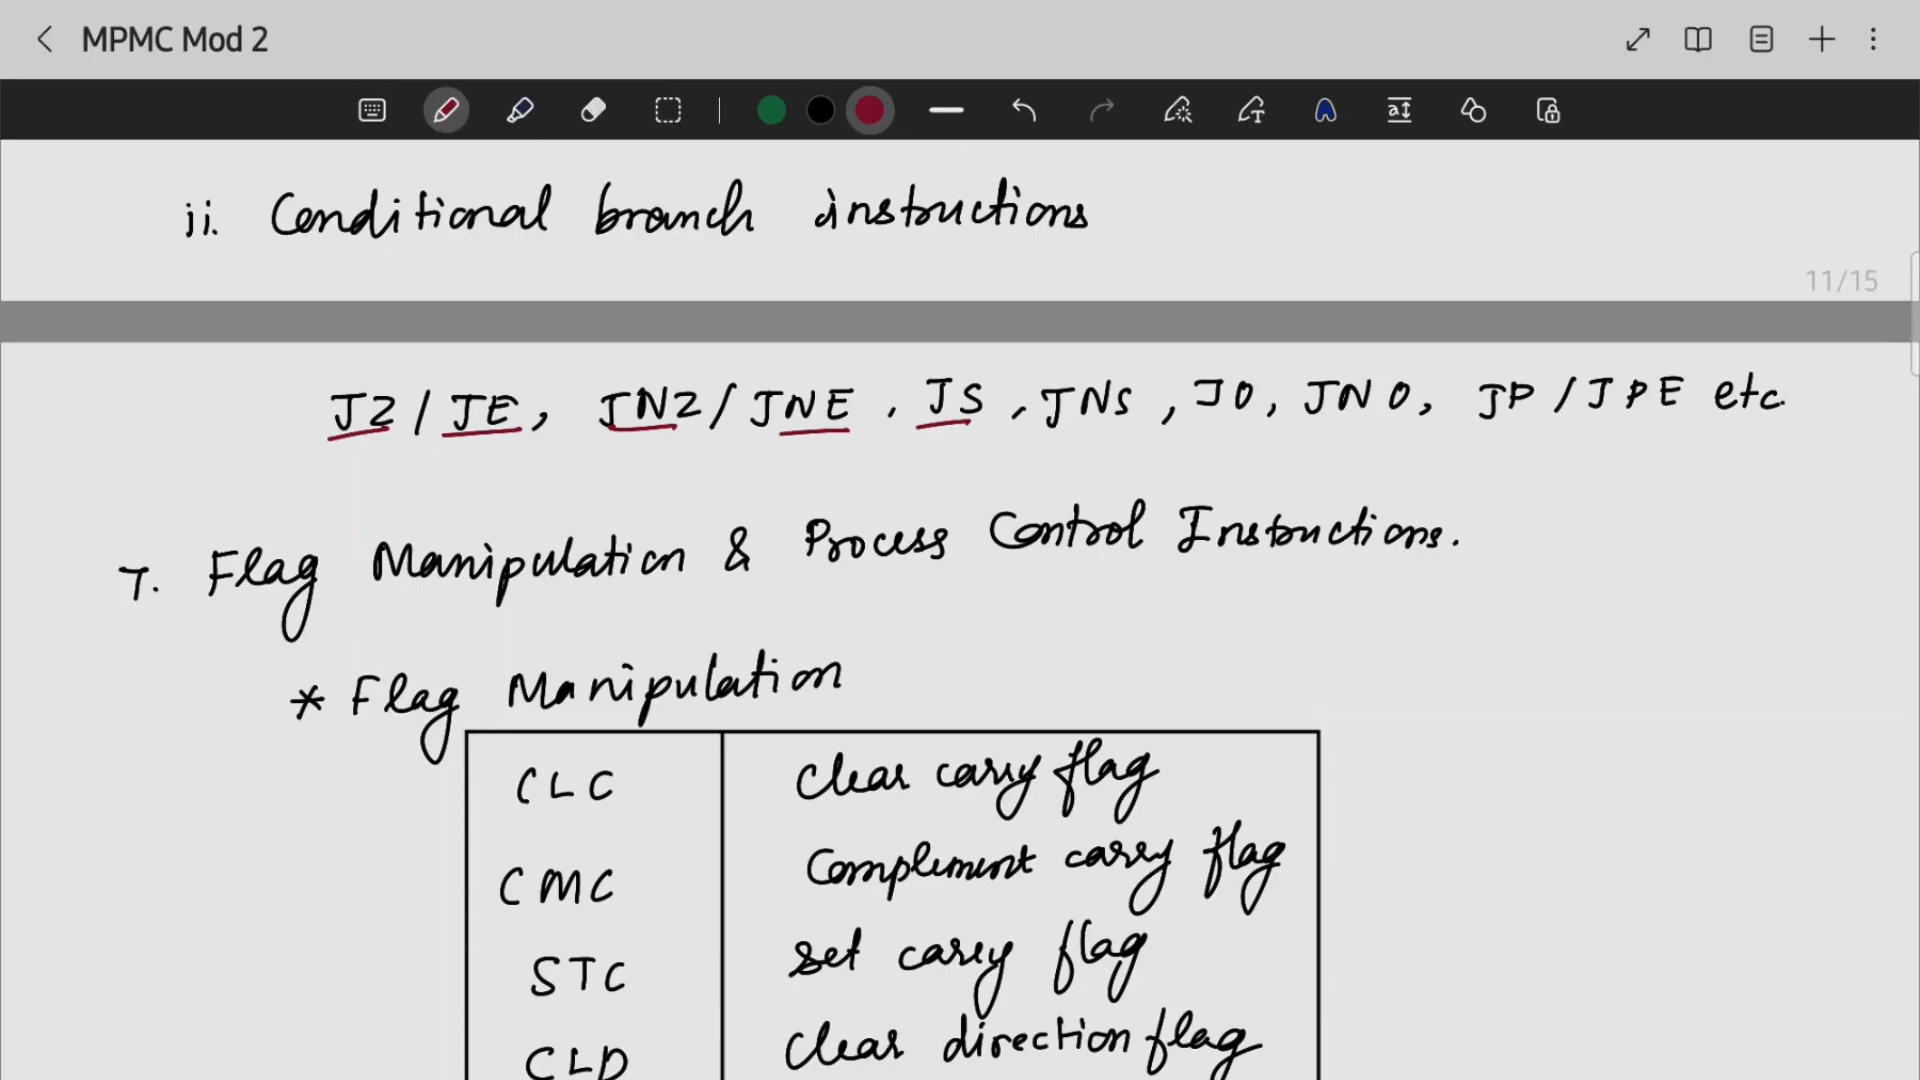 MPMC Mod 2
ii. Conditional branch instructions
11/15
JZ / JE, JNZ / JNE, JS, JNS, JO, JNO, JP / JPE etc.
7. Flag Manipulation & Process Control Instructions.
* Flag Manipulation
CLC Clear carry flag
CMC Complement carry flag
STC set carry flag
CLD Clear direction flag